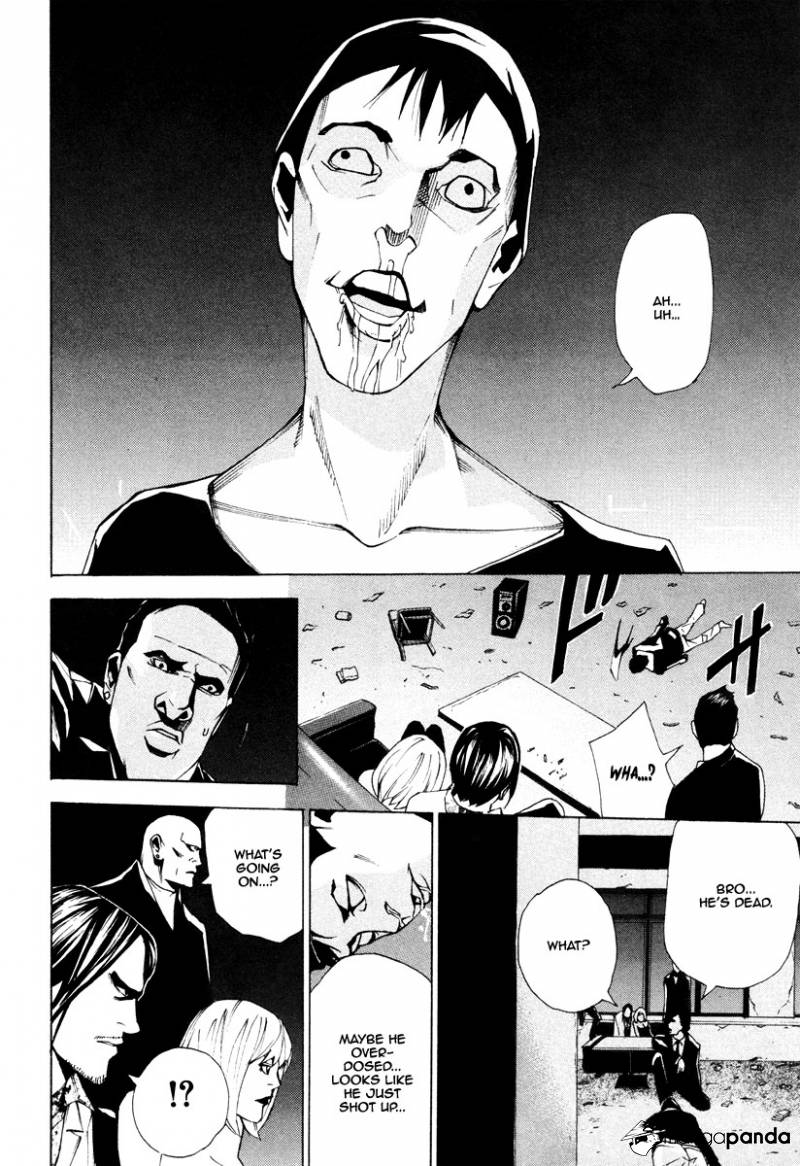 AH...
UH...
WHA...?
BRO...
HE'S DEAD.
WHAT?
MAYBE HE
OVER-
DOSED...
LOOKS LIKE
HE JUST
SHOT UP...
WHAT'S
GOING
ON...?
!?
mangapanda